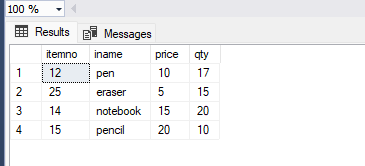 100 %
Results Messages
itemno iname price qty
1 12 pen 10 17
2 25 eraser 5 15
3 14 notebook 15 20
4 15 pencil 20 10